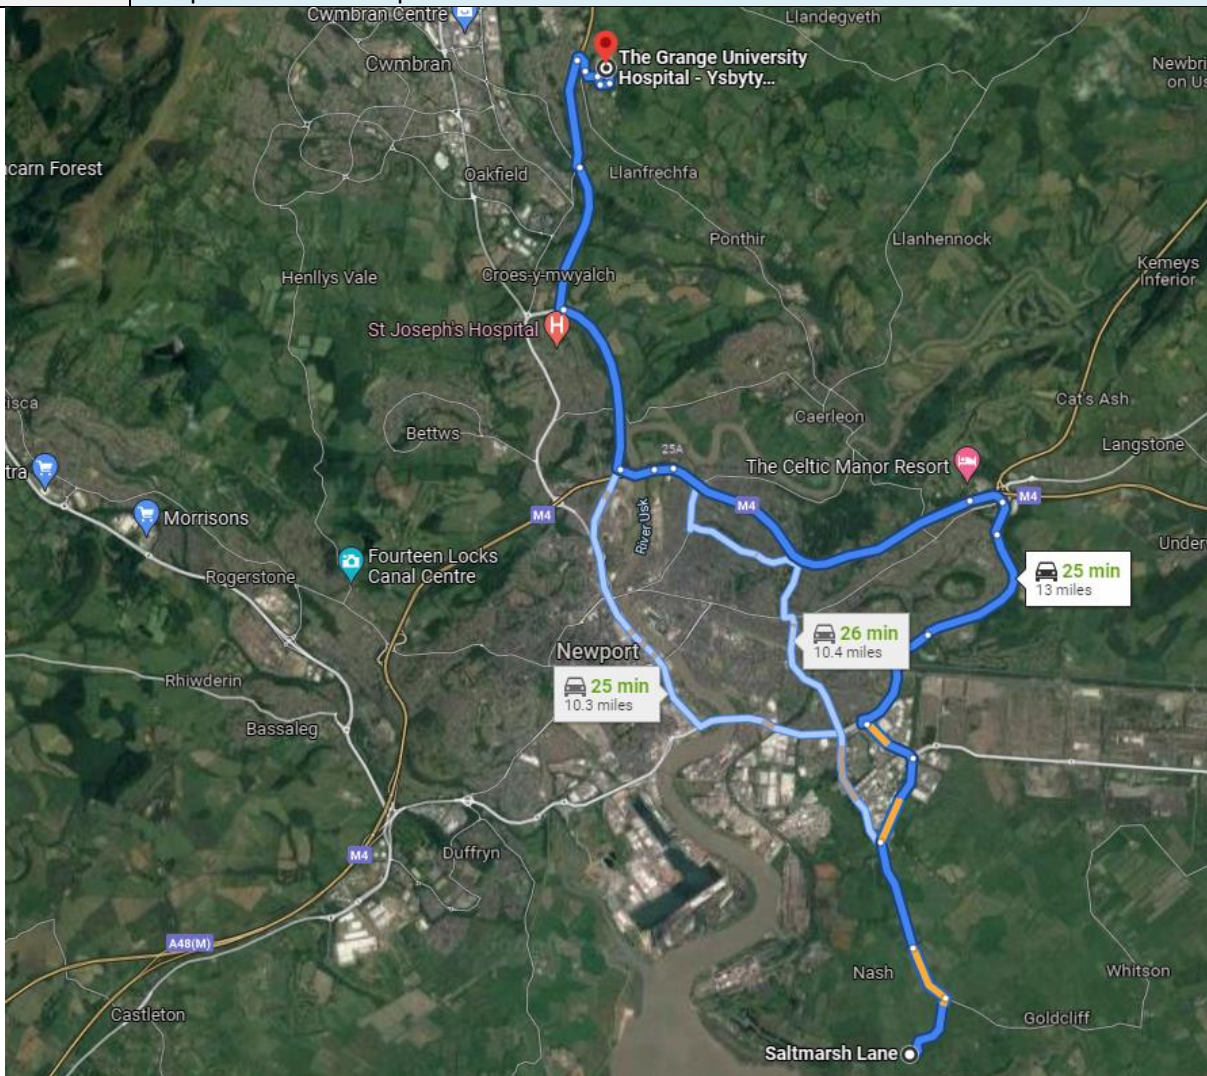 Cwmbran Centre
Llandegveth
The Grange University
Hospital - Ysbyty...
Cwmbran
Newbri
on Us
carn Forest
Oakfield
Llanfrechfa
Ponthir
Llanhennock
Henllys Vale
Croes-y-mwyalch
Kemeys
Inferior
St Joseph's Hospital
H
isca
Cat's Ash
Caerleon
Bettws
Langstone
25A
tra
The Celtic Manor Resort
M4
M4
Morrisons
M4
River Usk
Under
Fourteen Locks
Canal Centre
Rogerstone
25 min
13 miles
26 min
10.4 miles
Newport
Rhiwderin
25 min
10.3 miles
Bassaleg
M4
Duffryn
A48(M)
Nash
Whitson
Castleton
Goldcliff
Saltmarsh Lane